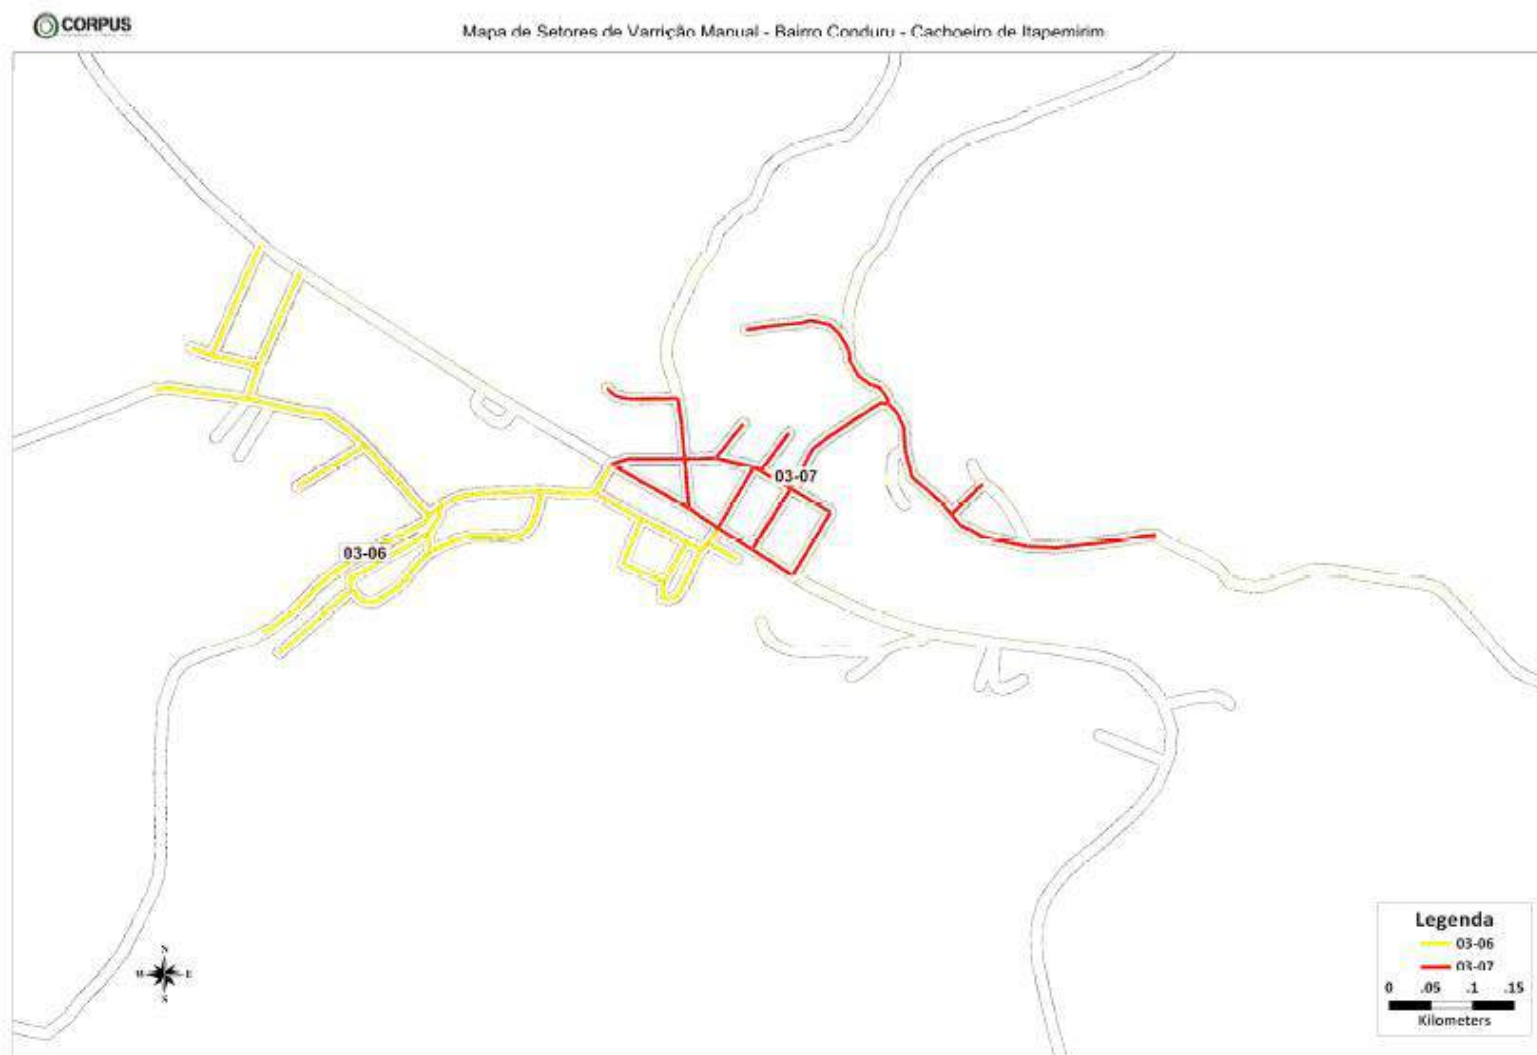 CORPUS
Mapa de Setores de Varrição Manual - Bairro Conduru - Cachoeiro de Itapemirim
03-07
03-06
N
W E
S
Legenda
03-06
03-07
0 .05 .1 .15
Kilometers